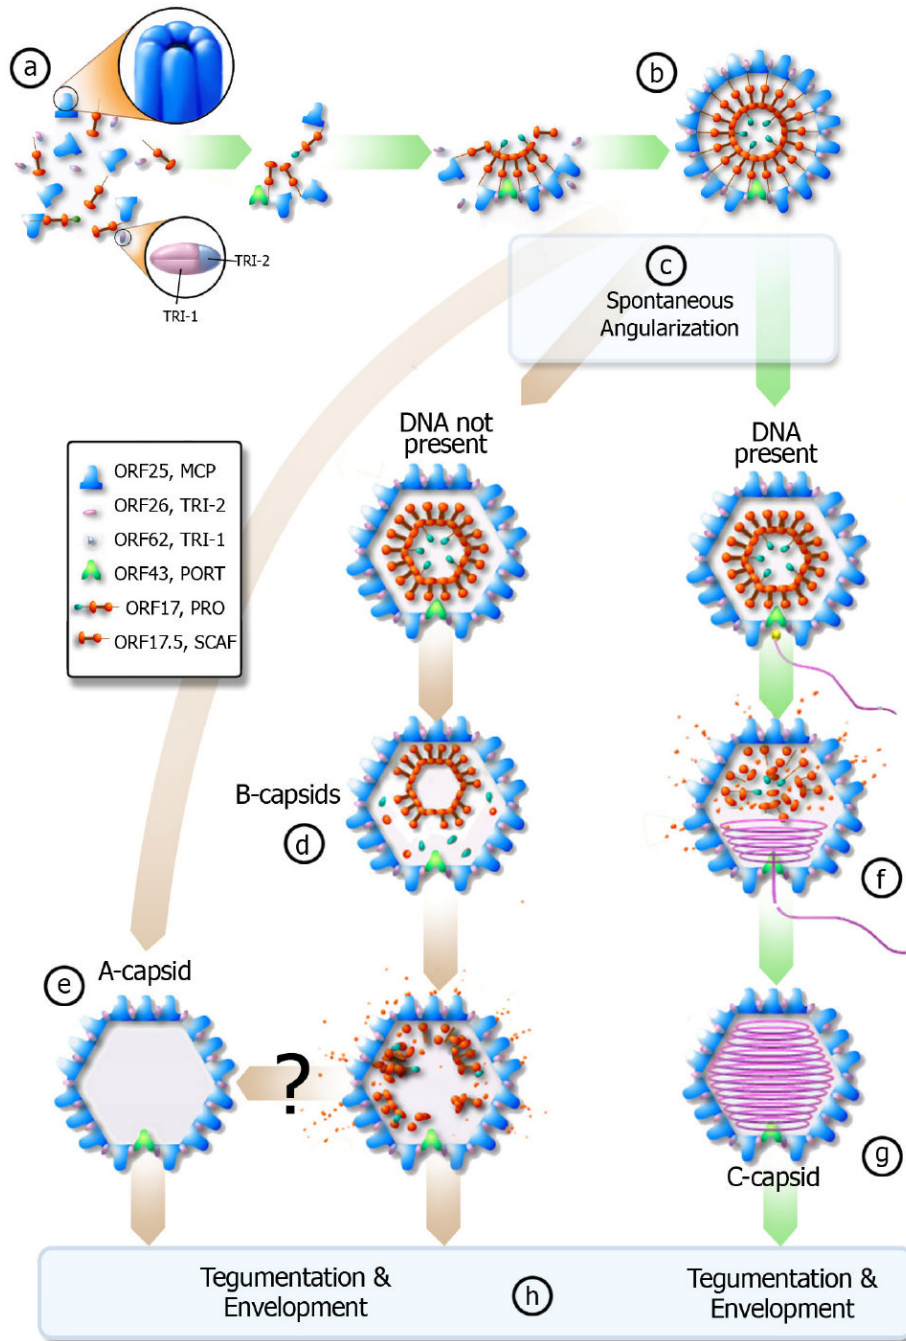 a
b
TRI-2
TRI-1
c
Spontaneous
Angularization
DNA not
present
DNA
present
ORF25, MCP
ORF26, TRI-2
ORF62, TRI-1
ORF43, PORT
ORF17, PRO
ORF17.5, SCAF
B-capsids
d
f
e
A-capsid
?
g
C-capsid
Tegumentation &
Envelopment
h
Tegumentation &
Envelopment